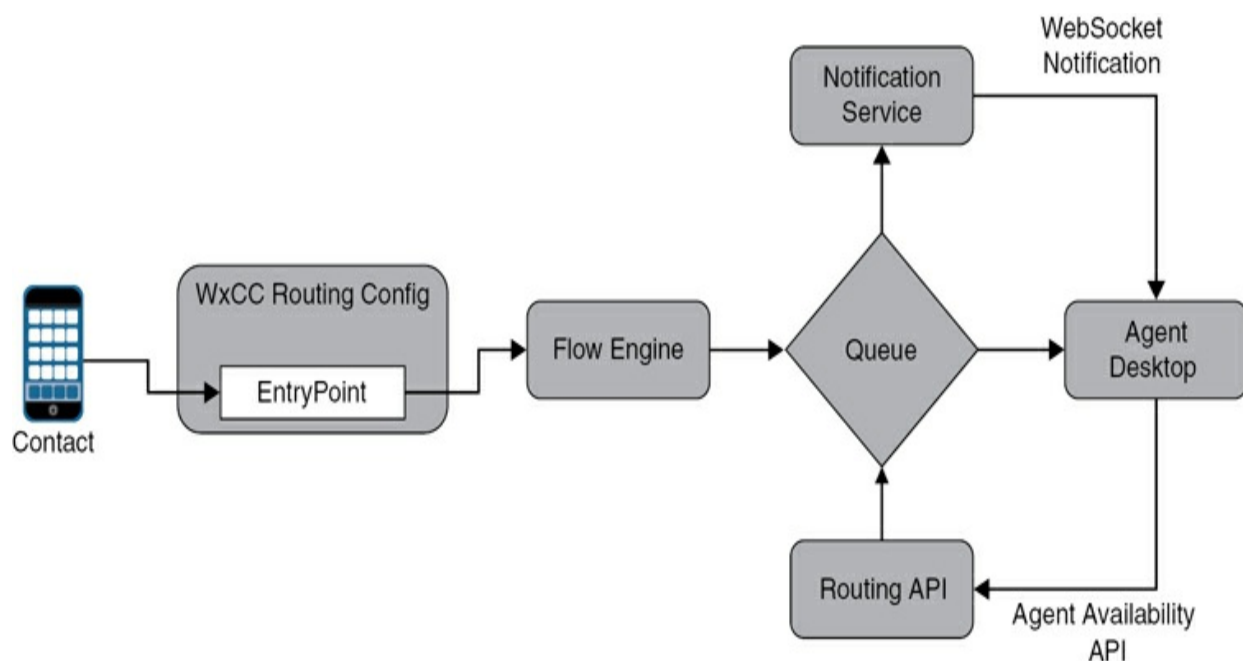 WebSocket
Notification
Notification
Service
WxCC Routing Config
EntryPoint
Flow Engine
Queue
Agent
Desktop
Contact
Routing API
Agent Availability
API